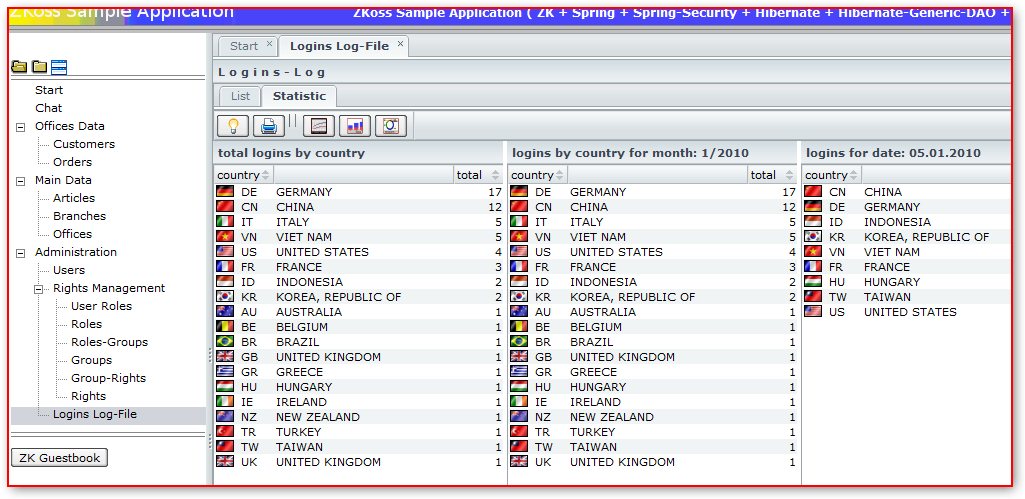 ZKoss Sample Application
ZKoss Sample Application ( ZK + Spring + Spring-Security + Hibernate + Hibernate-Generic-DAO +
Start
Chat
Offices Data
Customers
Orders
Main Data
Articles
Branches
Offices
Administration
Users
Rights Management
User Roles
Roles
Roles-Groups
Groups
Group-Rights
Rights
Logins Log-File
ZK Guestbook
Start Logins Log-File
Logins-Log
List Statistic
total logins by country
country total
DE GERMANY 17
CN CHINA 12
IT ITALY 5
VN VIET NAM 5
US UNITED STATES 4
FR FRANCE 3
ID INDONESIA 2
KR KOREA, REPUBLIC OF 2
AU AUSTRALIA 1
BE BELGIUM 1
BR BRAZIL 1
GB UNITED KINGDOM 1
GR GREECE 1
HU HUNGARY 1
IE IRELAND 1
NZ NEW ZEALAND 1
TR TURKEY 1
TW TAIWAN 1
UK UNITED KINGDOM 1
logins by country for month: 1/2010
country total
DE GERMANY 17
CN CHINA 12
IT ITALY 5
VN VIET NAM 5
US UNITED STATES 4
FR FRANCE 3
ID INDONESIA 2
KR KOREA, REPUBLIC OF 2
AU AUSTRALIA 1
BE BELGIUM 1
BR BRAZIL 1
GB UNITED KINGDOM 1
GR GREECE 1
HU HUNGARY 1
IE IRELAND 1
NZ NEW ZEALAND 1
TR TURKEY 1
TW TAIWAN 1
UK UNITED KINGDOM 1
logins for date: 05.01.2010
country
CN CHINA
DE GERMANY
ID INDONESIA
KR KOREA, REPUBLIC OF
VN VIET NAM
FR FRANCE
HU HUNGARY
TW TAIWAN
US UNITED STATES